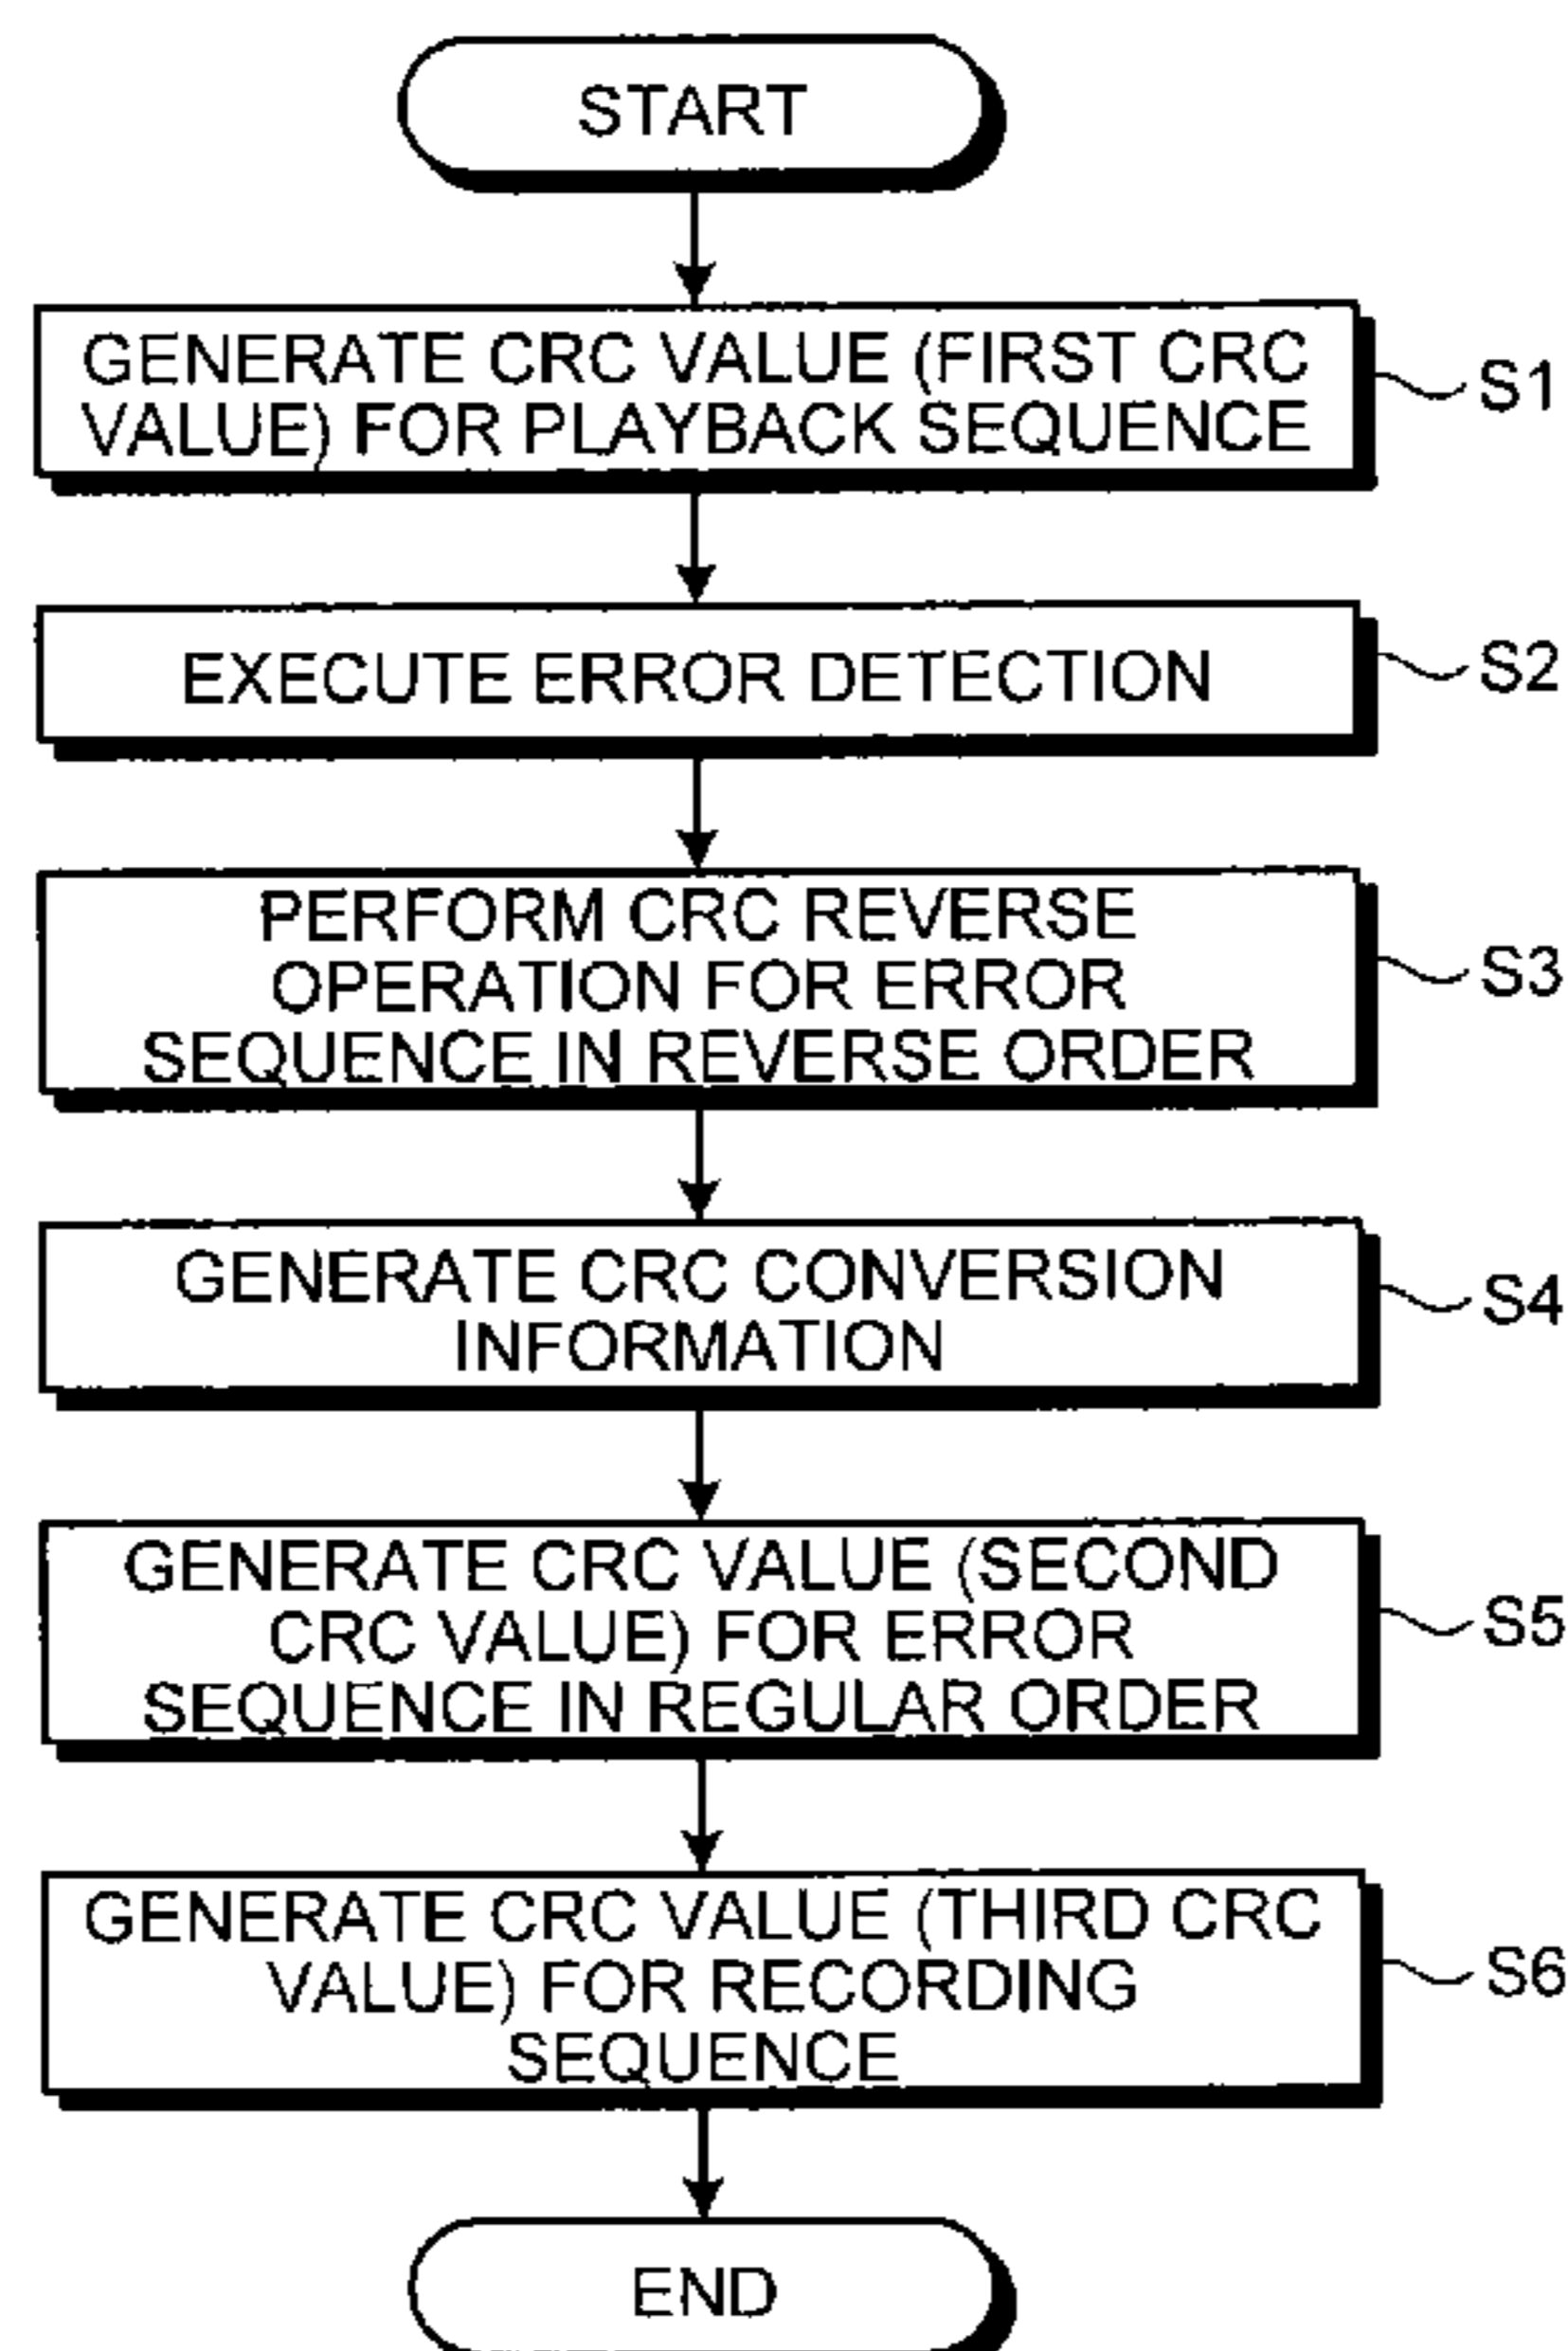 START
GENERATE CRC VALUE (FIRST CRC
VALUE) FOR PLAYBACK SEQUENCE
S1
EXECUTE ERROR DETECTION
S2
PERFORM CRC REVERSE
OPERATION FOR ERROR
SEQUENCE IN REVERSE ORDER
S3
GENERATE CRC CONVERSION
INFORMATION
S4
GENERATE CRC VALUE (SECOND
CRC VALUE) FOR ERROR
SEQUENCE IN REGULAR ORDER
S5
GENERATE CRC VALUE (THIRD CRC
VALUE) FOR RECORDING
SEQUENCE
S6
END